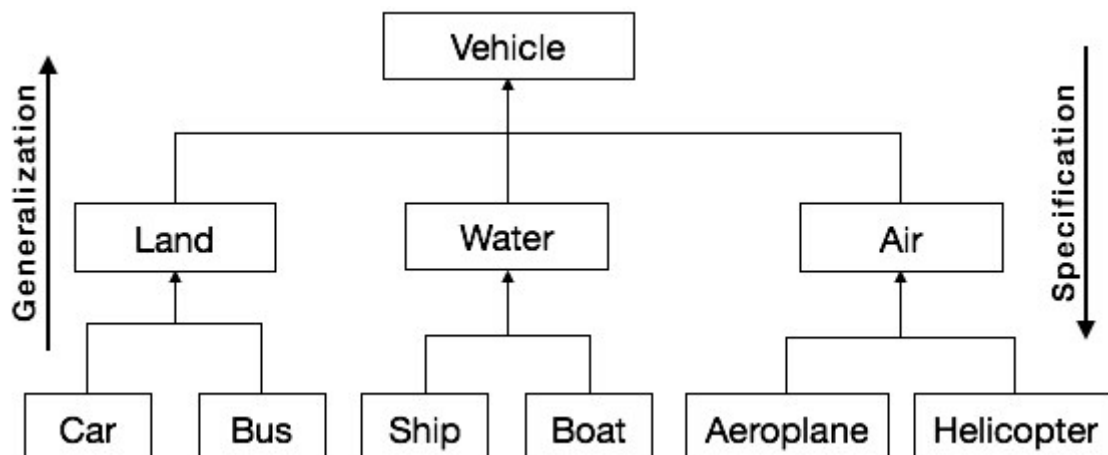 Vehicle
Generalization
Specification
Land
Water
Air
Car
Bus
Ship
Boat
Aeroplane
Helicopter